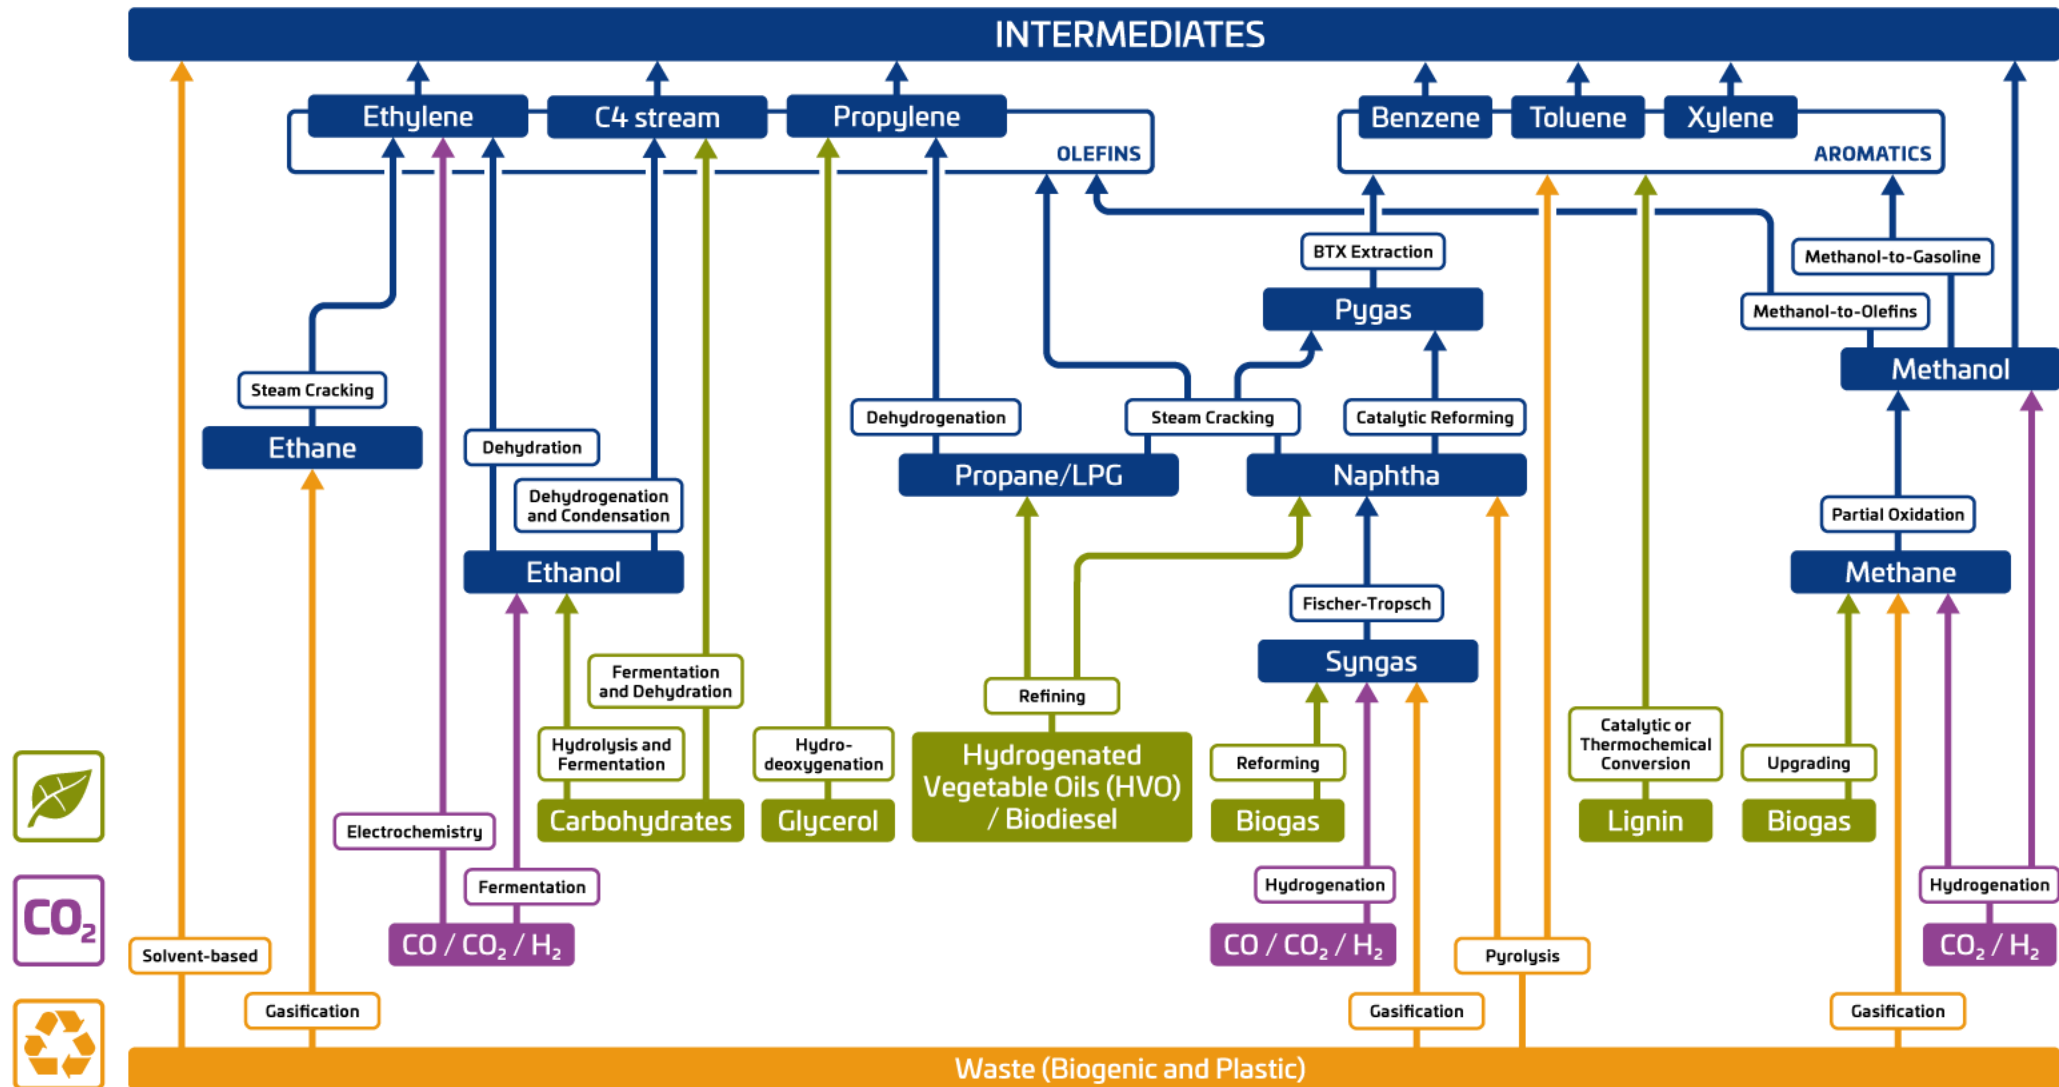 INTERMEDIATES
Ethylene
C4 stream
Propylene
Benzene
Toluene
Xylene
OLEFINS
AROMATICS
BTX Extraction
Methanol-to-Gasoline
Pygas
Methanol-to-Olefins
Methanol
Steam Cracking
Dehydrogenation
Steam Cracking
Catalytic Reforming
Ethane
Dehydration
Propane/LPG
Naphtha
Dehydrogenation
and Condensation
Partial Oxidation
Ethanol
Methane
Fischer-Tropsch
Syngas
Fermentation
and Dehydration
Refining
Hydrolysis and
Fermentation
Hydro-
deoxygenation
Hydrogenated
Vegetable Oils (HVO)
/ Biodiesel
Reforming
Catalytic or
Thermochemical
Conversion
Upgrading
Carbohydrates
Glycerol
Biogas
Lignin
Biogas
Electrochemistry
Fermentation
Hydrogenation
Hydrogenation
CO₂
CO / CO₂ / H₂
CO / CO₂ / H₂
CO₂ / H₂
Solvent-based
Pyrolysis
Gasification
Gasification
Gasification
Waste (Biogenic and Plastic)